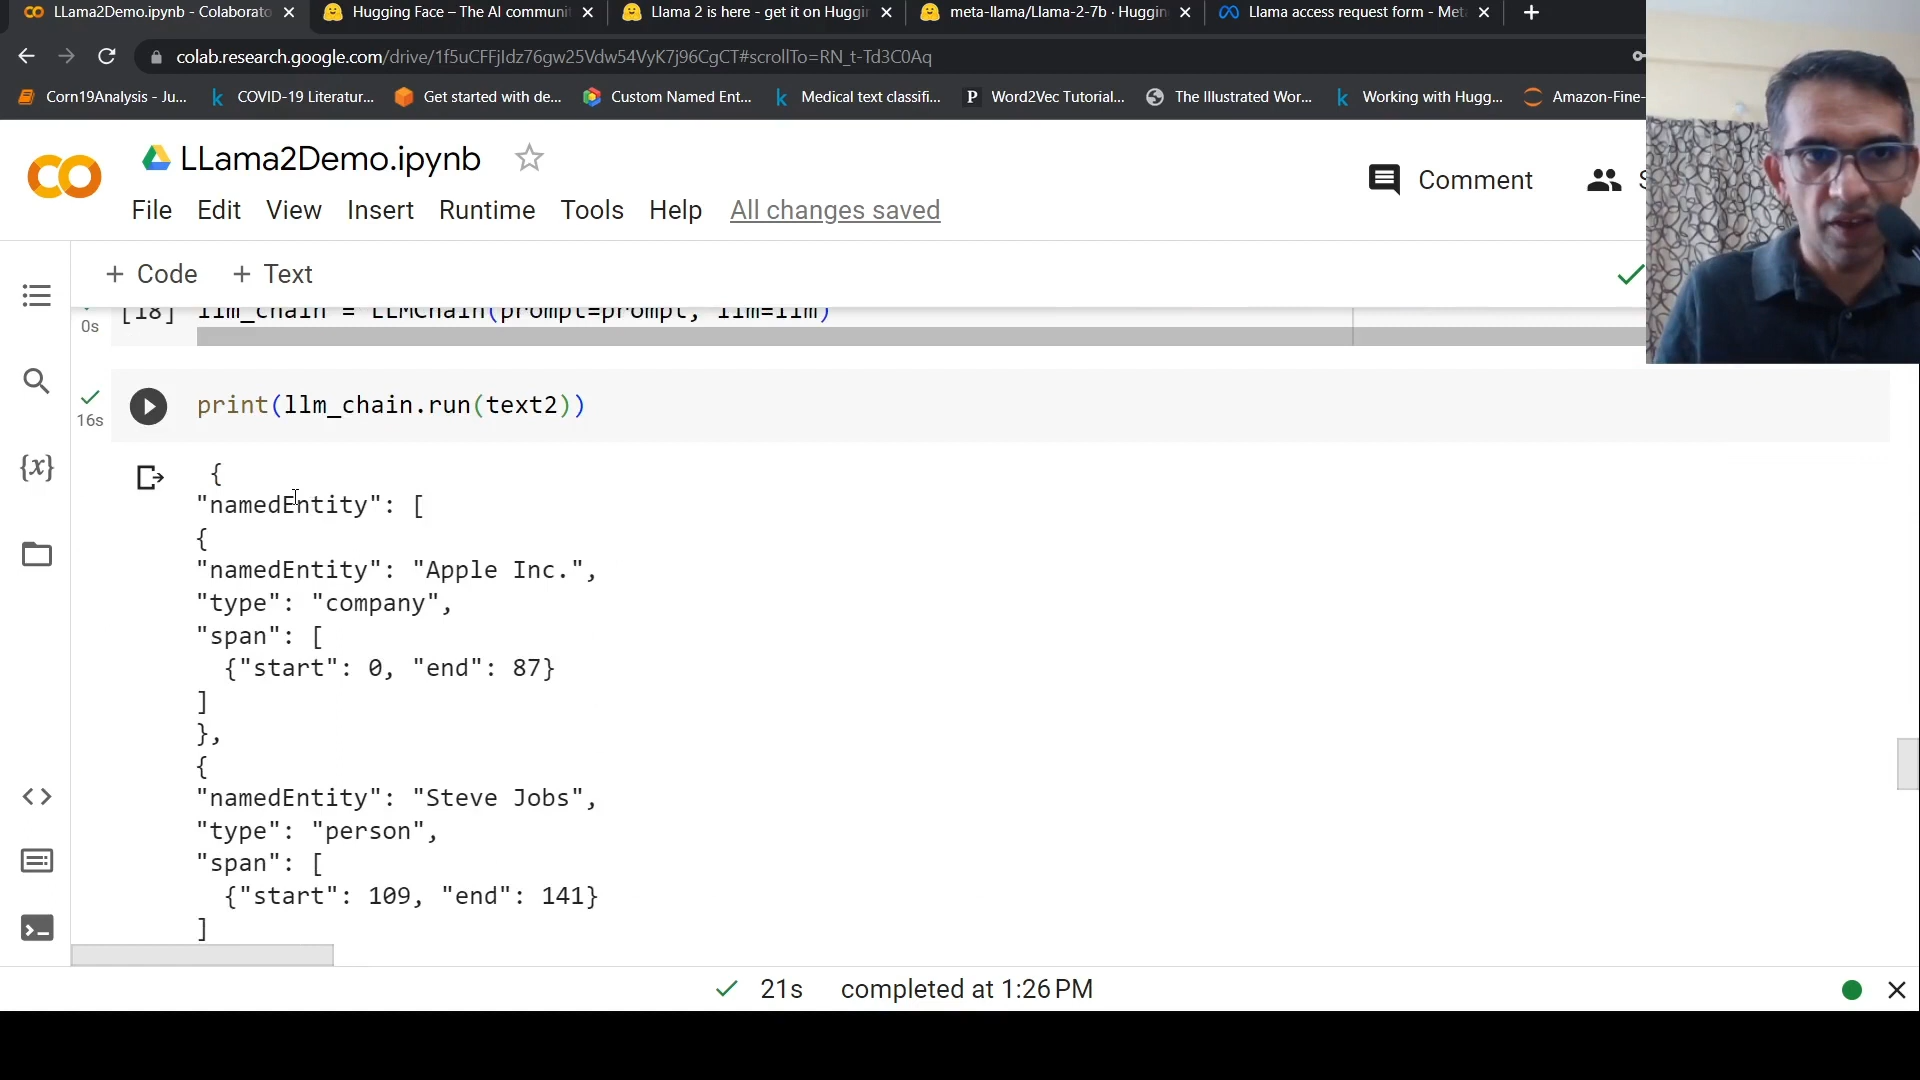 LLama2Demo.ipynb - Colaborato
Hugging Face – The AI communit
Llama 2 is here - get it on Huggin
meta-llama/Llama-2-7b · Huggin
Llama access request form - Met
colab.research.google.com/drive/1f5uCFFjIdz76gw25Vdw54VyK7j96CgCT#scrollTo=RN_t-Td3C0Aq
Corn19Analysis - Ju...
COVID-19 Literatur...
Get started with de...
Custom Named Ent...
Medical text classifi...
Word2Vec Tutorial...
The Illustrated Wor...
Working with Hugg...
Amazon-Fine-
LLama2Demo.ipynb
File Edit View Insert Runtime Tools Help All changes saved
Comment
+ Code + Text
[18] llm_chain = LLMChain(prompt=prompt, llm=llm)
0s
print(llm_chain.run(text2))
16s
{
"namedEntity": [
{
"namedEntity": "Apple Inc.",
"type": "company",
"span": [
{"start": 0, "end": 87}
]
},
{
"namedEntity": "Steve Jobs",
"type": "person",
"span": [
{"start": 109, "end": 141}
]
21s completed at 1:26 PM